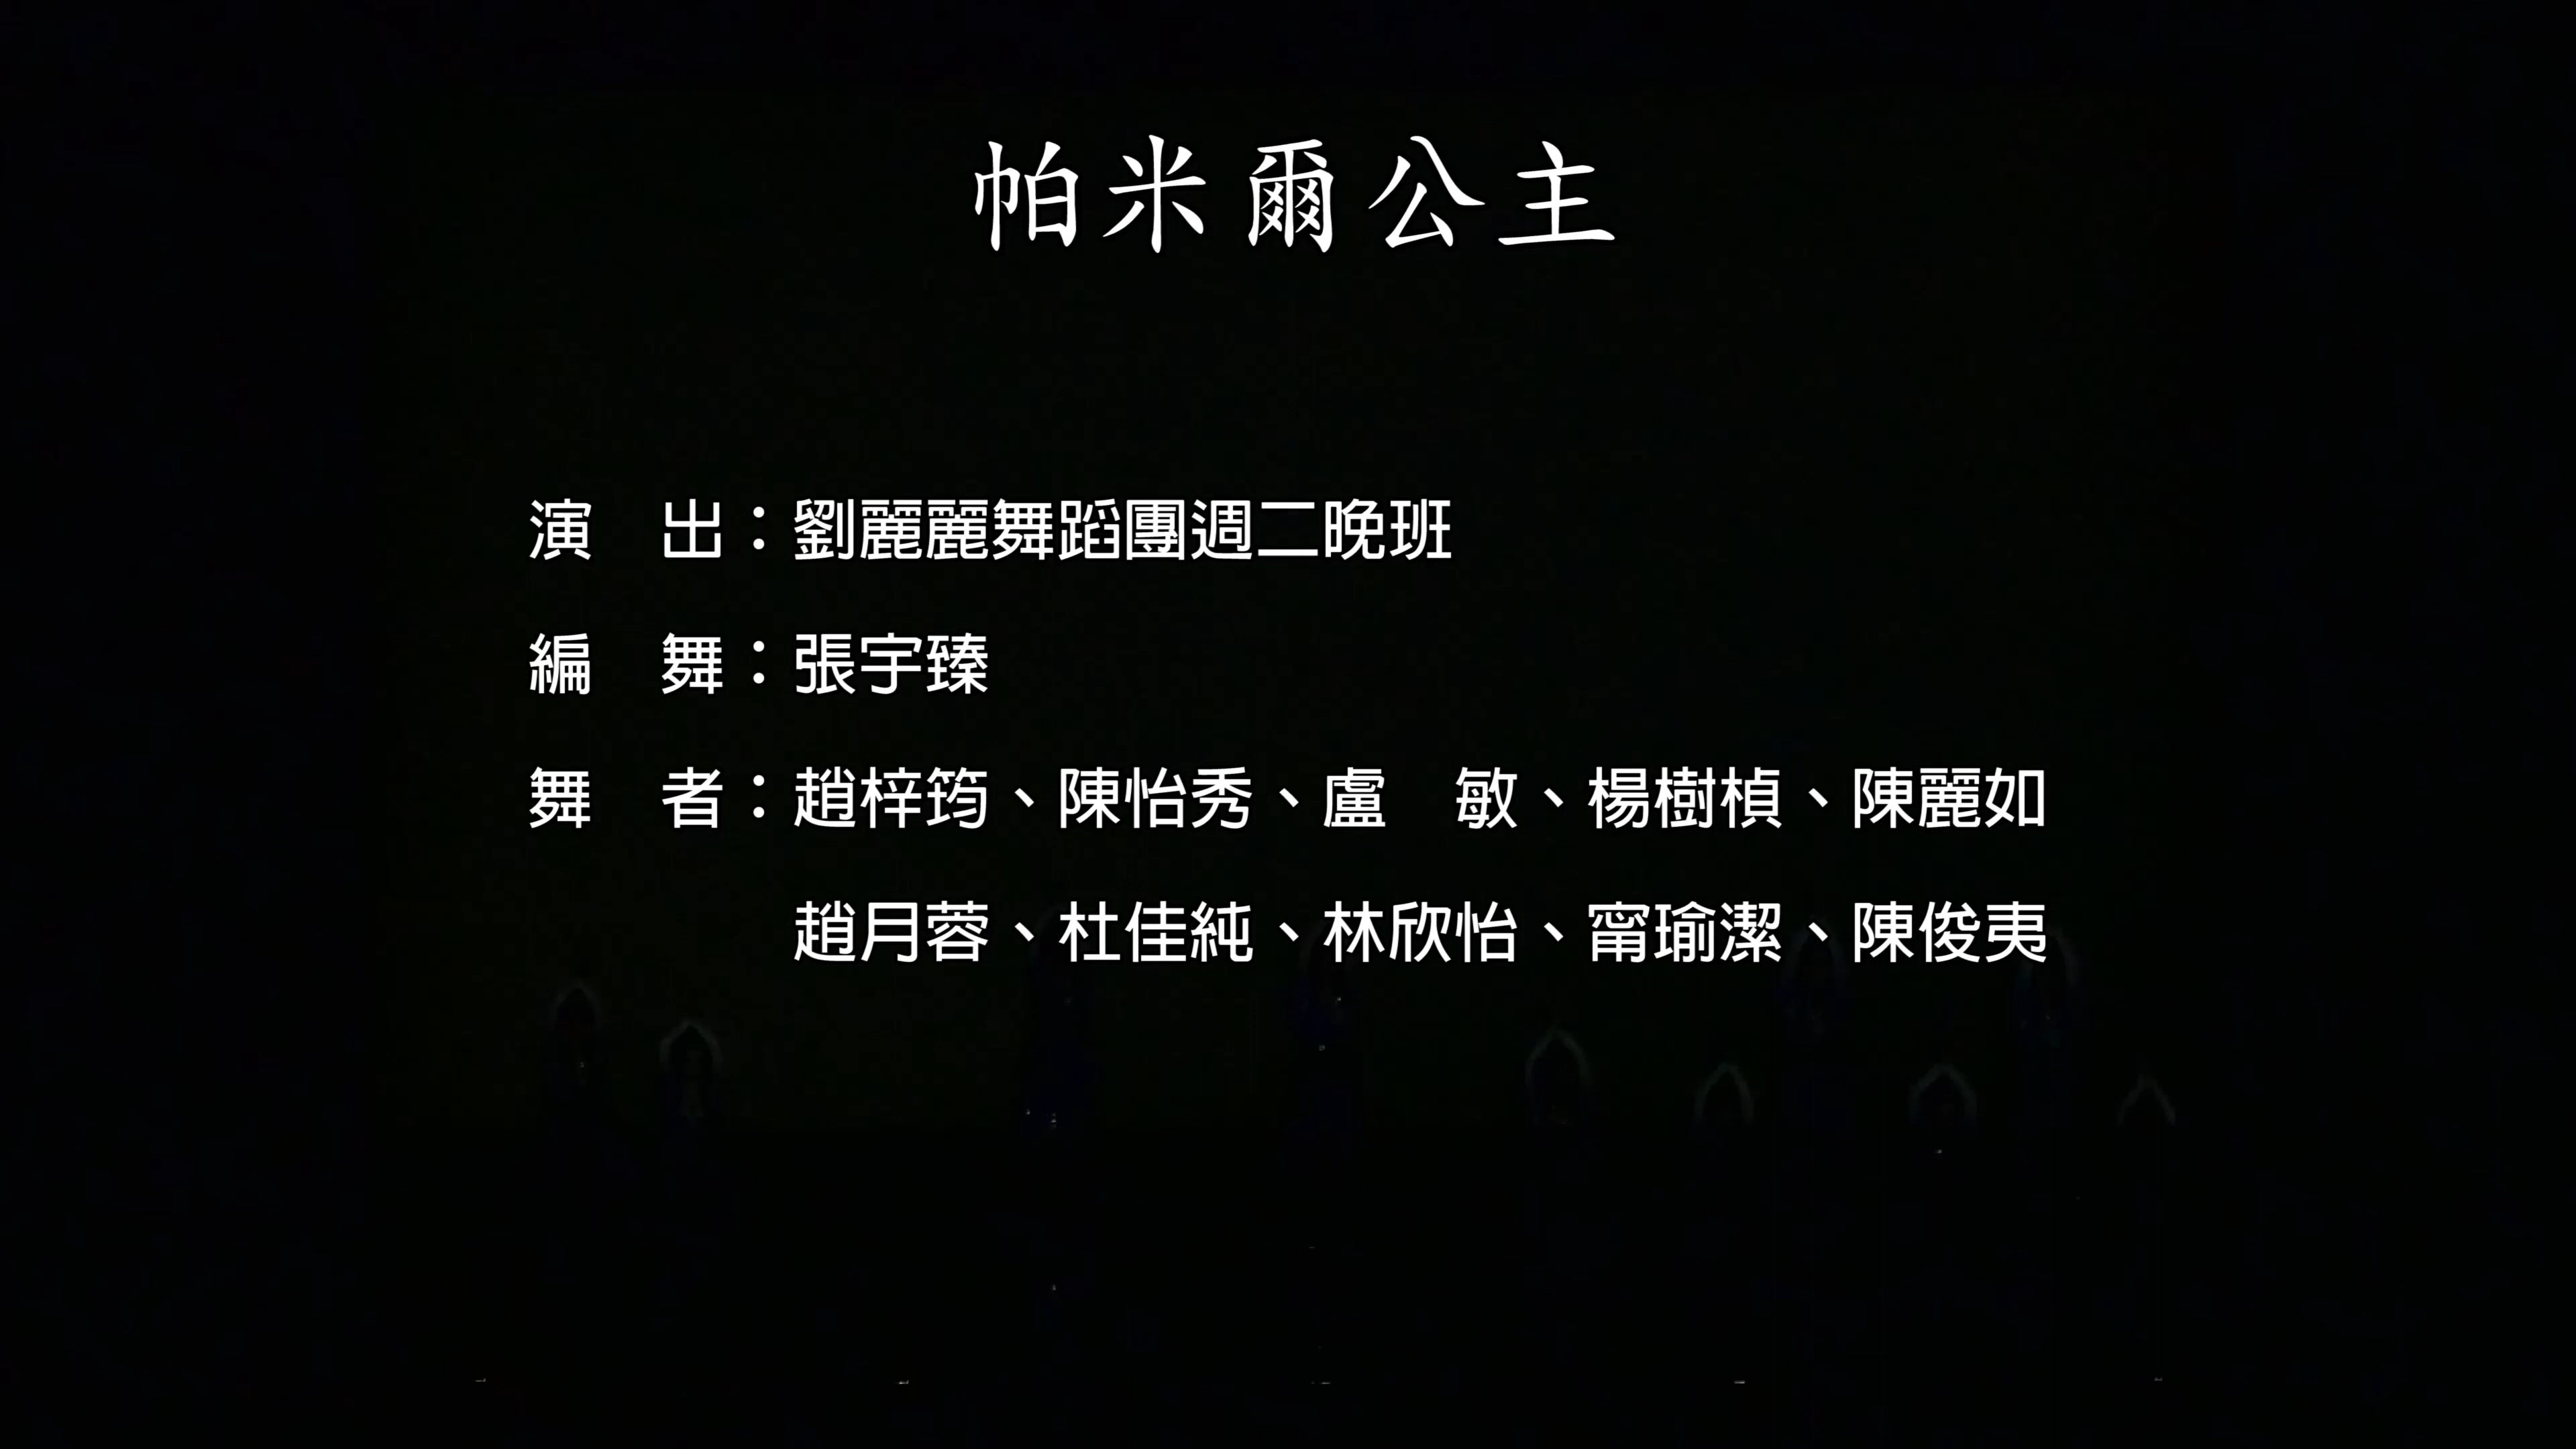 帕米爾公主
演　出：劉麗麗舞蹈團週二晚班
編　舞：張宇臻
舞　者：趙梓筠、陳怡秀、盧　敏、楊樹楨、陳麗如
趙月蓉、杜佳純、林欣怡、甯瑜潔、陳俊夷